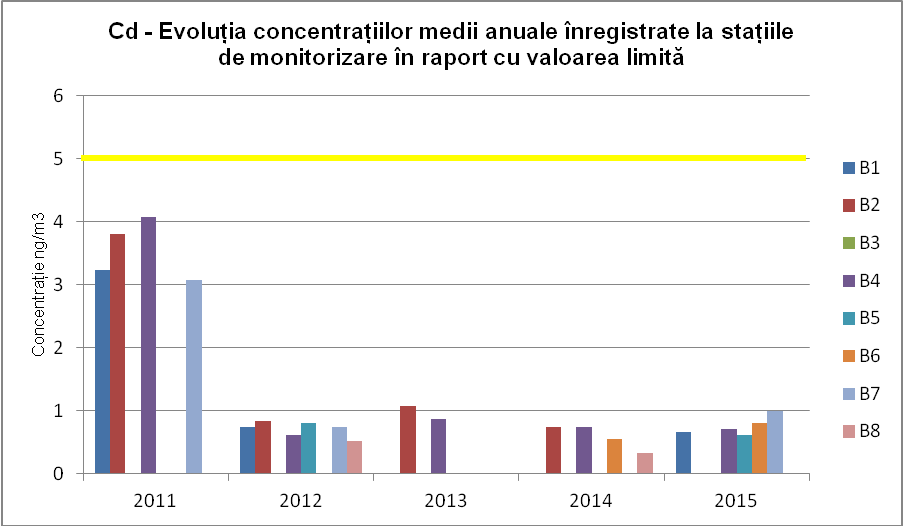 Cd - Evoluția concentrațiilor medii anuale înregistrate la stațiile
de monitorizare în raport cu valoarea limită
Concentrație ng/m3
6
5
4
3
2
1
0
2011
2012
2013
2014
2015
B1
B2
B3
B4
B5
B6
B7
B8